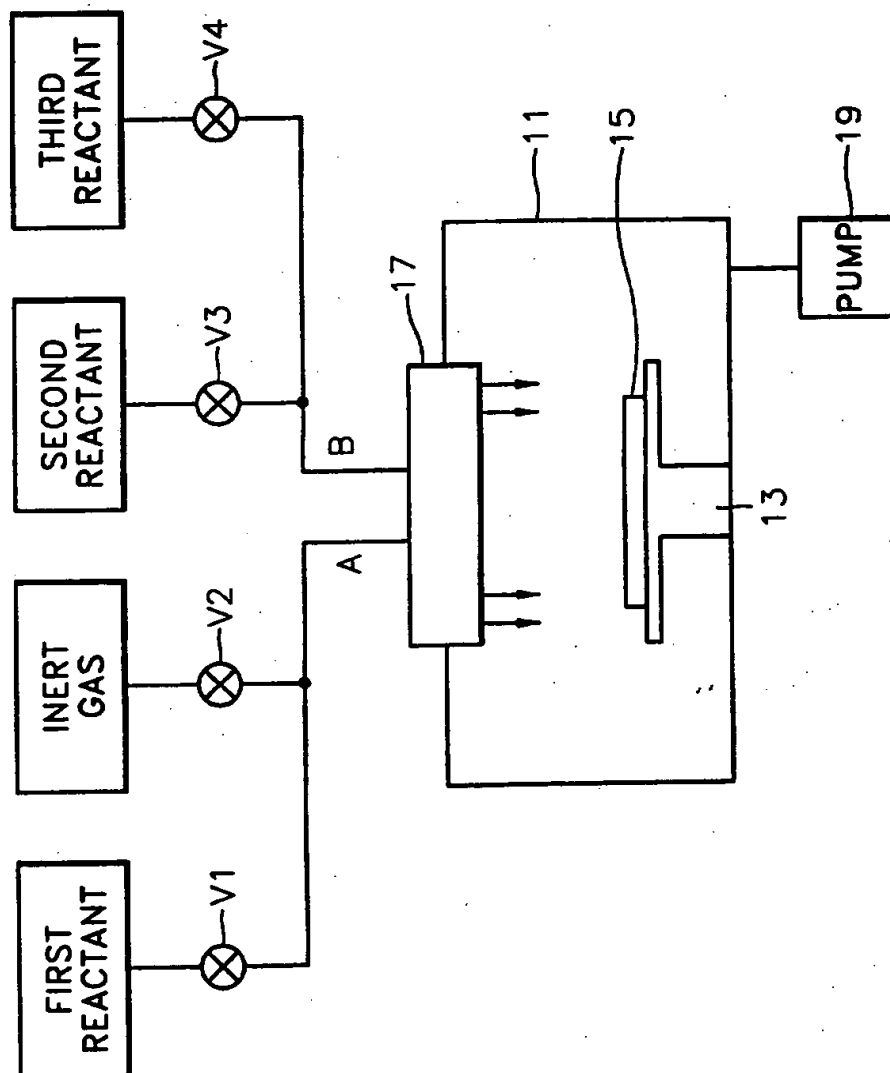 FIRST
REACTANT
INERT
GAS
SECOND
REACTANT
THIRD
REACTANT
V1
V2
V3
V4
A
B
17
11
15
13
PUMP
19